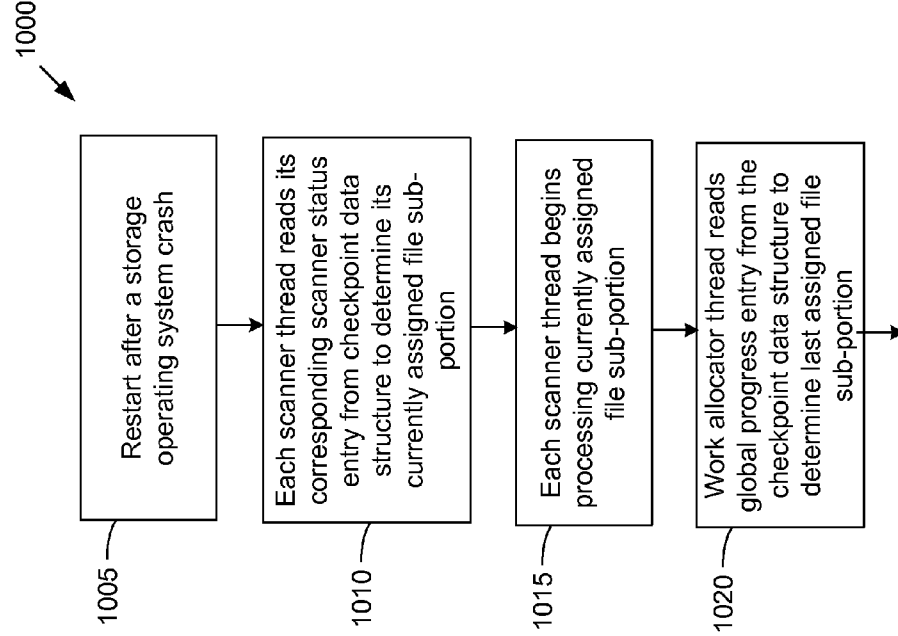 1000
Restart after a storage
operating system crash
1005
Each scanner thread reads its
corresponding scanner status
entry from checkpoint data
structure to determine its
currently assigned file sub-
portion
1010
Each scanner thread begins
processing currently assigned
file sub-portion
1015
Work allocator thread reads
global progress entry from the
checkpoint data structure to
determine last assigned file
sub-portion
1020